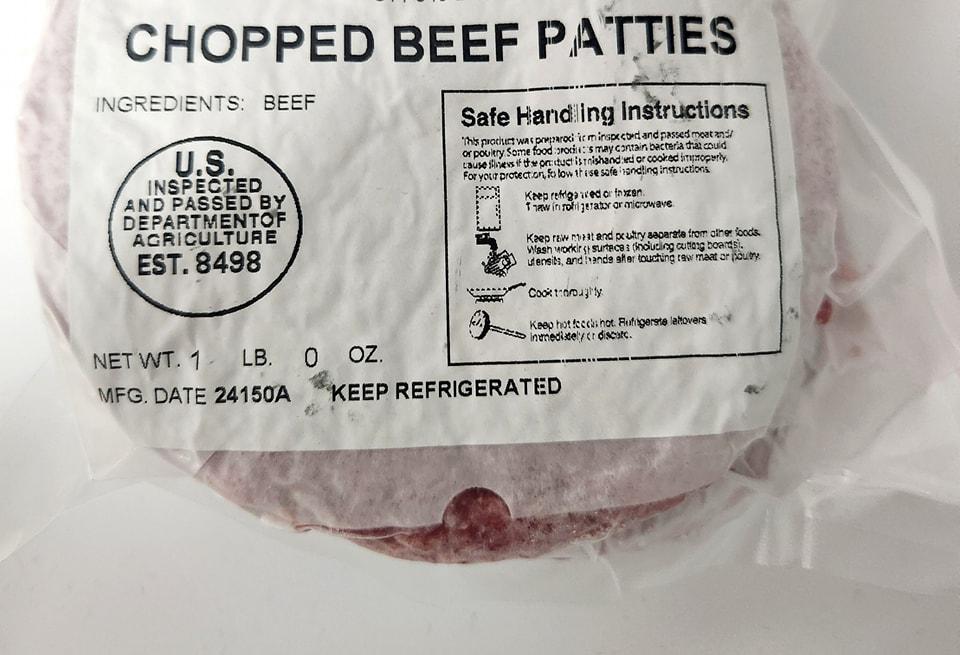 CHOPPED BEEF PATTIES
INGREDIENTS: BEEF
U.S.
INSPECTED
AND PASSED BY
DEPARTMENTOF
AGRICULTURE
EST. 8498
NET WT. 1 LB. 0 OZ.
MFG. DATE 24150A KEEP REFRIGERATED
Safe Handling Instructions
This product was prepared from inspected and passed meat and/
or poultry. Some food products may contain bacteria that could
cause illness if the product is mishandled or cooked improperly.
For your protection, follow these safe handling instructions.
Keep refrigerated or frozen.
Thaw in refrigerator or microwave.
Keep raw meat and poultry separate from other foods.
Wash working surfaces (including cutting boards),
utensils, and hands after touching raw meat or poultry.
Cook thoroughly.
Keep hot foods hot. Refrigerate leftovers
immediately or discard.